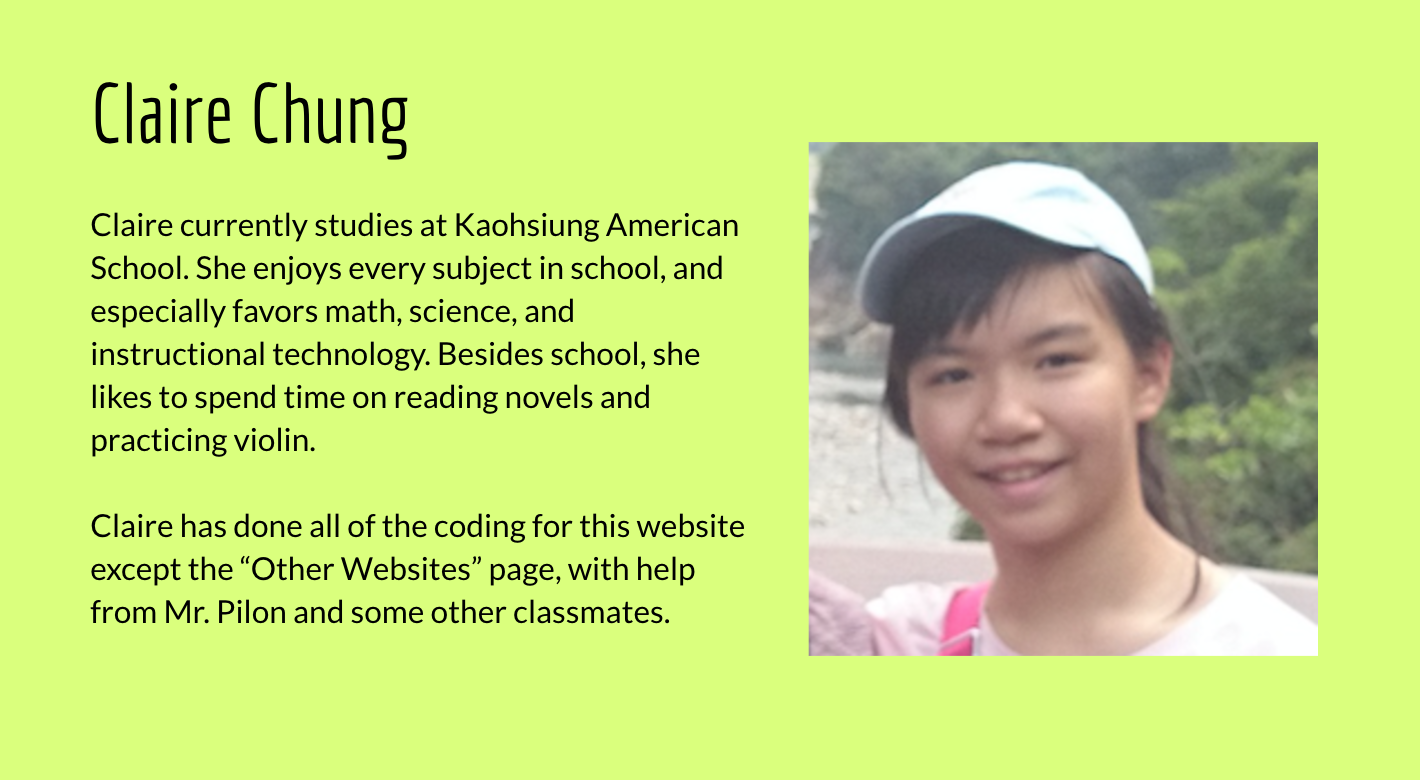 Claire Chung
Claire currently studies at Kaohsiung American
School. She enjoys every subject in school, and
especially favors math, science, and
instructional technology. Besides school, she
likes to spend time on reading novels and
practicing violin.
Claire has done all of the coding for this website
except the “Other Websites” page, with help
from Mr. Pilon and some other classmates.